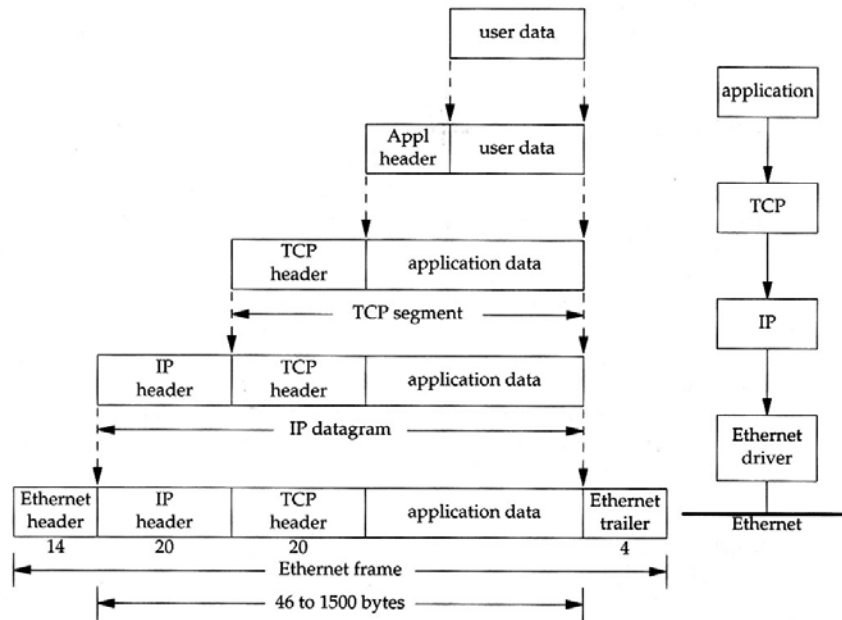 user data
application
Appl
header
user data
TCP
TCP
header
application data
TCP segment
IP
IP
header
TCP
header
application data
IP datagram
Ethernet
driver
Ethernet
header
IP
header
TCP
header
application data
Ethernet
trailer
Ethernet
14
20
20
4
Ethernet frame
46 to 1500 bytes